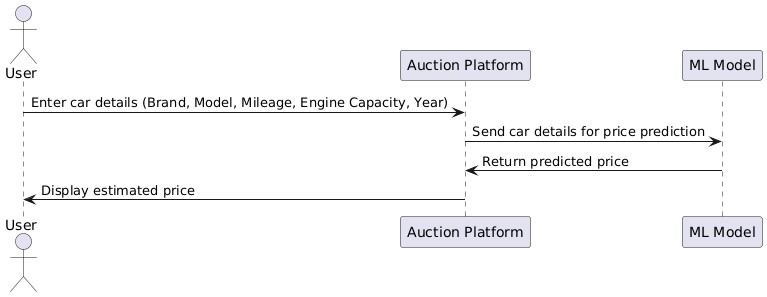 User
Auction Platform
ML Model
Enter car details (Brand, Model, Mileage, Engine Capacity, Year)
Send car details for price prediction
Return predicted price
Display estimated price
User
Auction Platform
ML Model